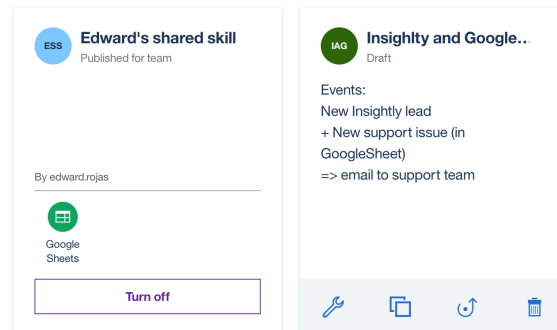 ESS
Edward's shared skill
Published for team
By edward.rojas
Google
Sheets
Turn off
IAG
Insighlty and Google...
Draft
Events:
New Insightly lead
+ New support issue (in
GoogleSheet)
=> email to support team